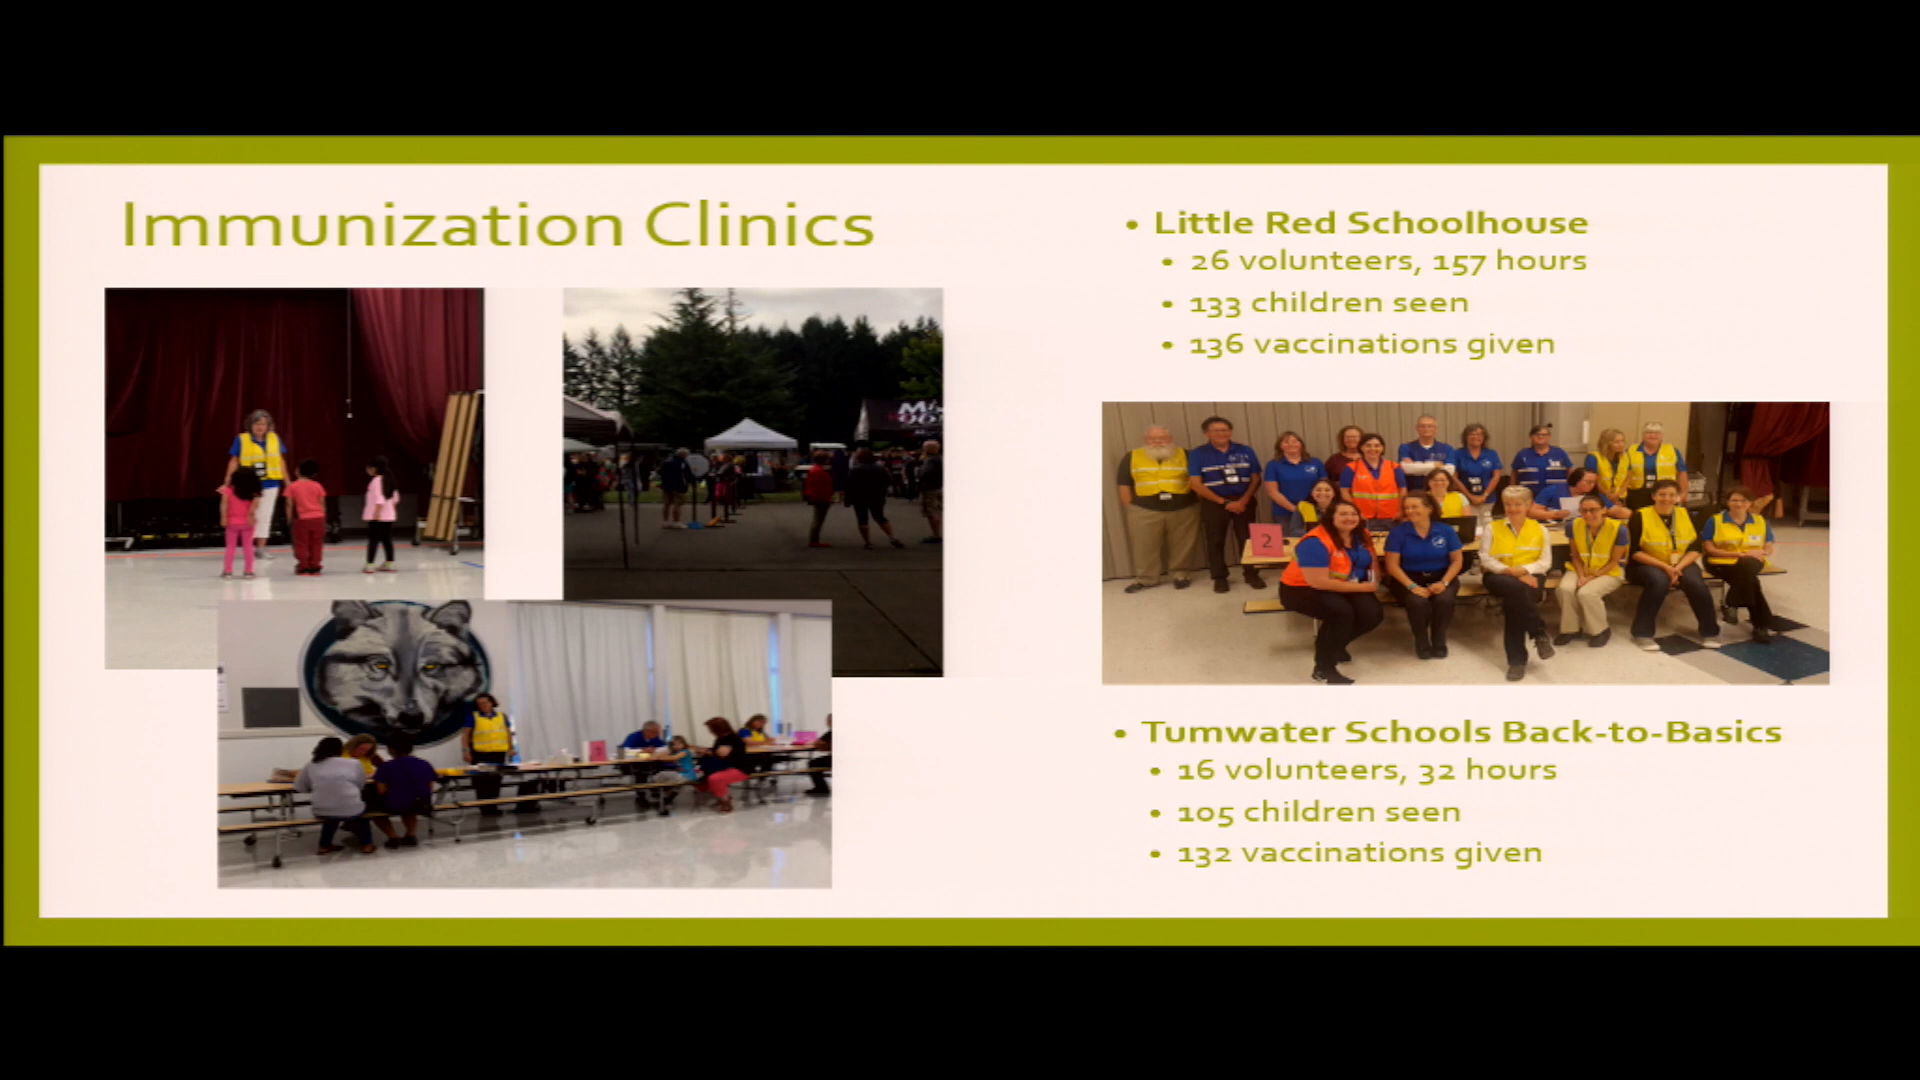 Immunization Clinics
• Little Red Schoolhouse
• 26 volunteers, 157 hours
• 133 children seen
• 136 vaccinations given
2
• Tumwater Schools Back-to-Basics
• 16 volunteers, 32 hours
• 105 children seen
• 132 vaccinations given